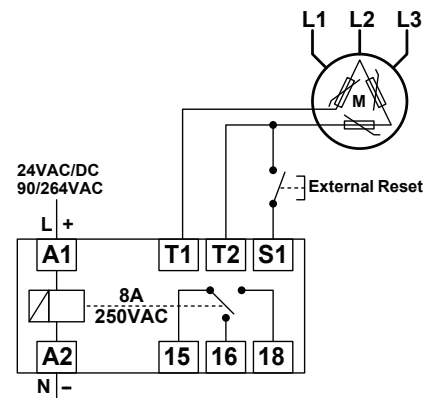 L1 L2 L3
M
24VAC/DC
90/264VAC
External Reset
L +
A1 T1 T2 S1
8A
250VAC
A2 15 16 18
N −